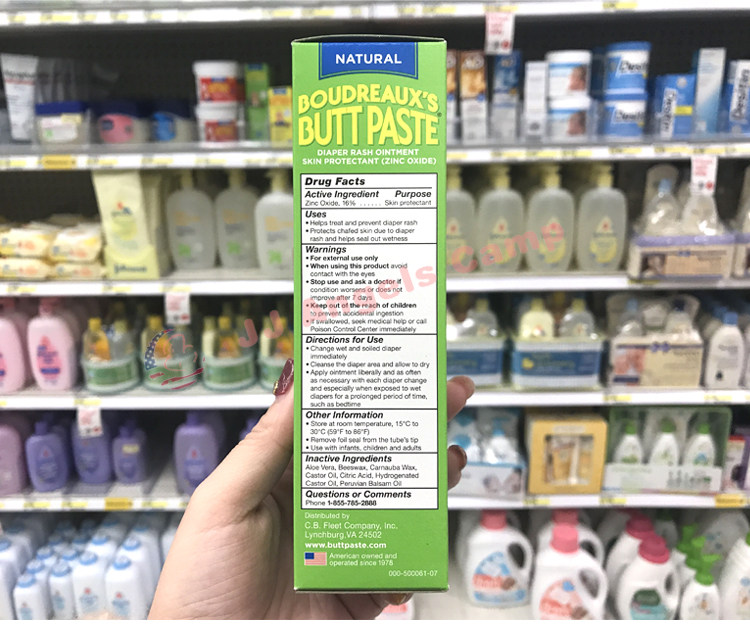 NATURAL
BOUDREAUX'S
BUTT PASTE
DIAPER RASH OINTMENT
SKIN PROTECTANT (ZINC OXIDE)
Drug Facts
Active Ingredient Purpose
Zinc Oxide, 16% ...... Skin protectant
Uses
• Helps treat and prevent diaper rash
• Protects chafed skin due to diaper
rash and helps seal out wetness
Warnings
• For external use only
• When using this product avoid
contact with the eyes
• Stop use and ask a doctor if
condition worsens or does not
improve after 7 days
• Keep out of the reach of children
to prevent accidental ingestion
• If swallowed, seek medical help or call
Poison Control Center immediately
Directions for Use
• Change wet and soiled diaper
immediately
• Cleanse the diaper area and allow to dry
• Apply ointment liberally and as often
as necessary with each diaper change
and especially when exposed to wet
diapers for a prolonged period of time,
such as bedtime
Other Information
• Store at room temperature, 15°C to
30°C (59°F to 86°F)
• Remove foil seal from the tube's tip
• Use with infants, children and adults
Inactive Ingredients
Aloe Vera, Beeswax, Carnauba Wax,
Castor Oil, Citric Acid, Hydrogenated
Castor Oil, Peruvian Balsam Oil
Questions or Comments
Phone 1-855-785-2888
Distributed by
C.B. Fleet Company, Inc.
Lynchburg, VA 24502
www.buttpaste.com
American owned and
operated since 1978
000-500061-07